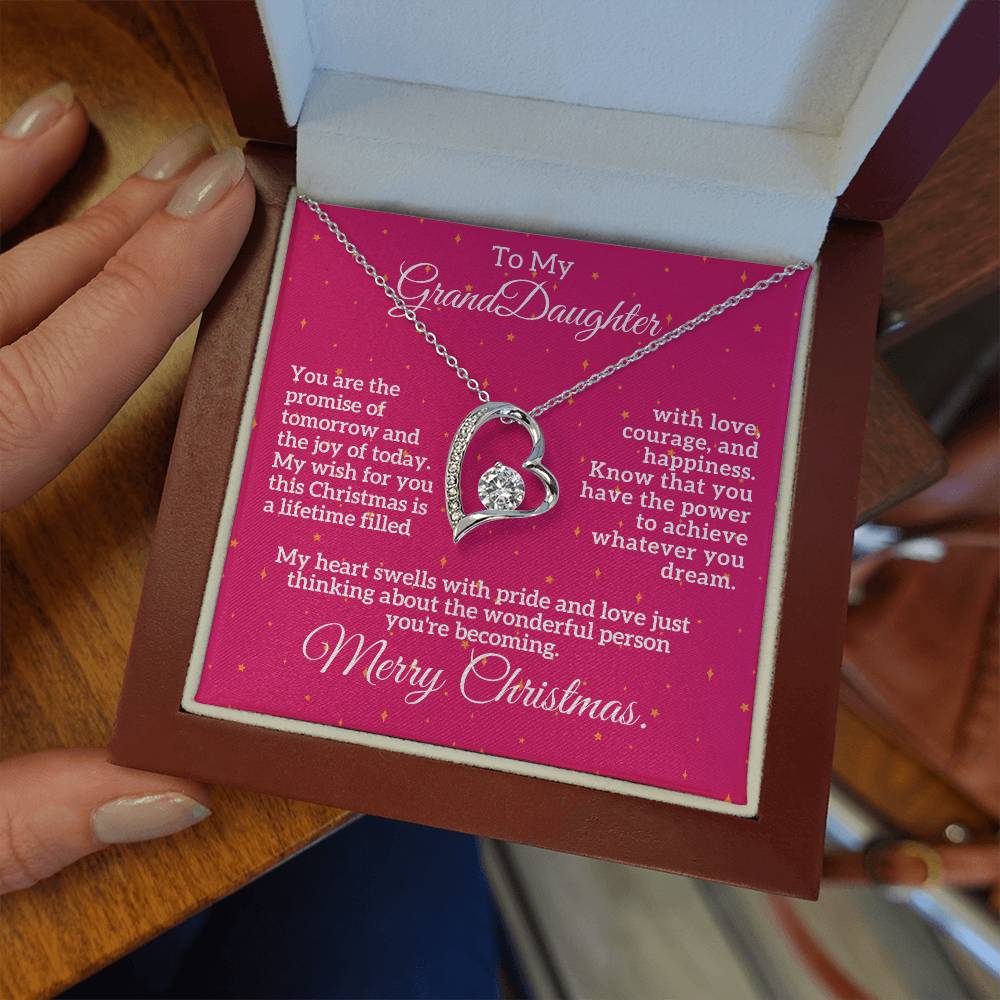 To My
GrandDaughter
You are the
promise of
tomorrow and
the joy of today.
My wish for you
this Christmas is
a lifetime filled
with love,
courage, and
happiness.
Know that you
have the power
to achieve
whatever you
dream.
My heart swells with pride and love just
thinking about the wonderful person
you're becoming.
Merry Christmas.